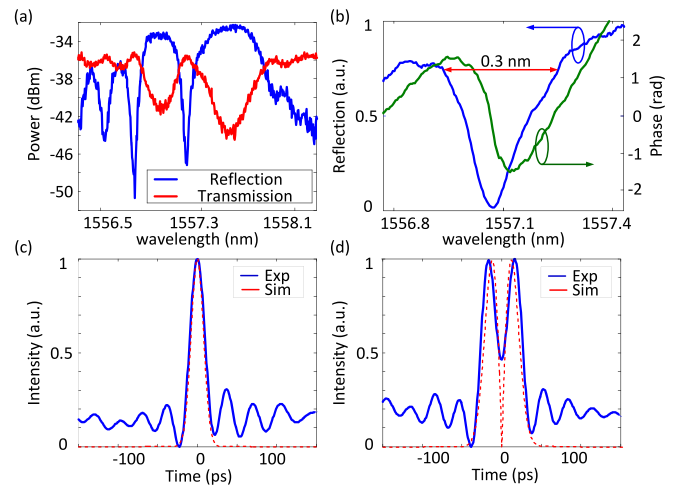 (a)
Power (dBm)
-34
-38
-42
-46
-50
Reflection
Transmission
1556.5
1557.3
1558.1
wavelength (nm)
(b)
Reflection (a.u.)
1
0.5
0
0.3 nm
2
1
0
-1
-2
Phase (rad)
1556.8
1557.1
1557.4
wavelength (nm)
(c)
Intensity (a.u.)
1
0.5
0
Exp
Sim
-100
0
100
Time (ps)
(d)
Intensity (a.u.)
1
0.5
0
Exp
Sim
-100
0
100
Time (ps)